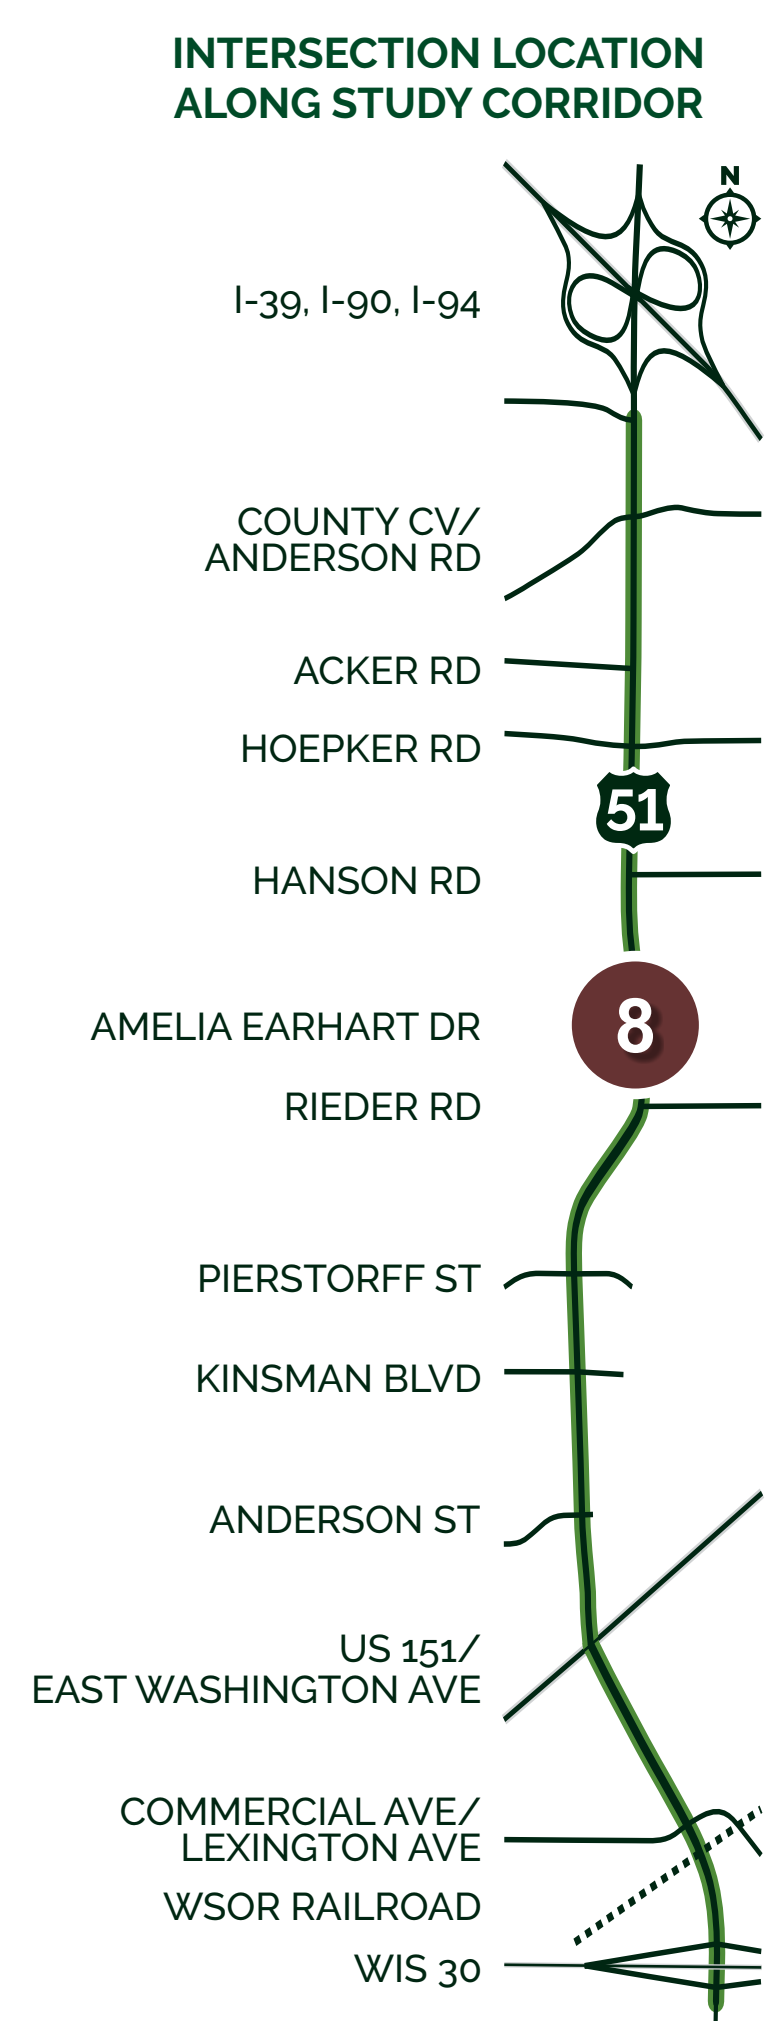 INTERSECTION LOCATION
ALONG STUDY CORRIDOR
N
I-39, I-90, I-94
COUNTY CV/
ANDERSON RD
ACKER RD
HOEPKER RD
51
HANSON RD
AMELIA EARHART DR
8
RIEDER RD
PIERSTORFF ST
KINSMAN BLVD
ANDERSON ST
US 151/
EAST WASHINGTON AVE
COMMERCIAL AVE/
LEXINGTON AVE
WSOR RAILROAD
WIS 30